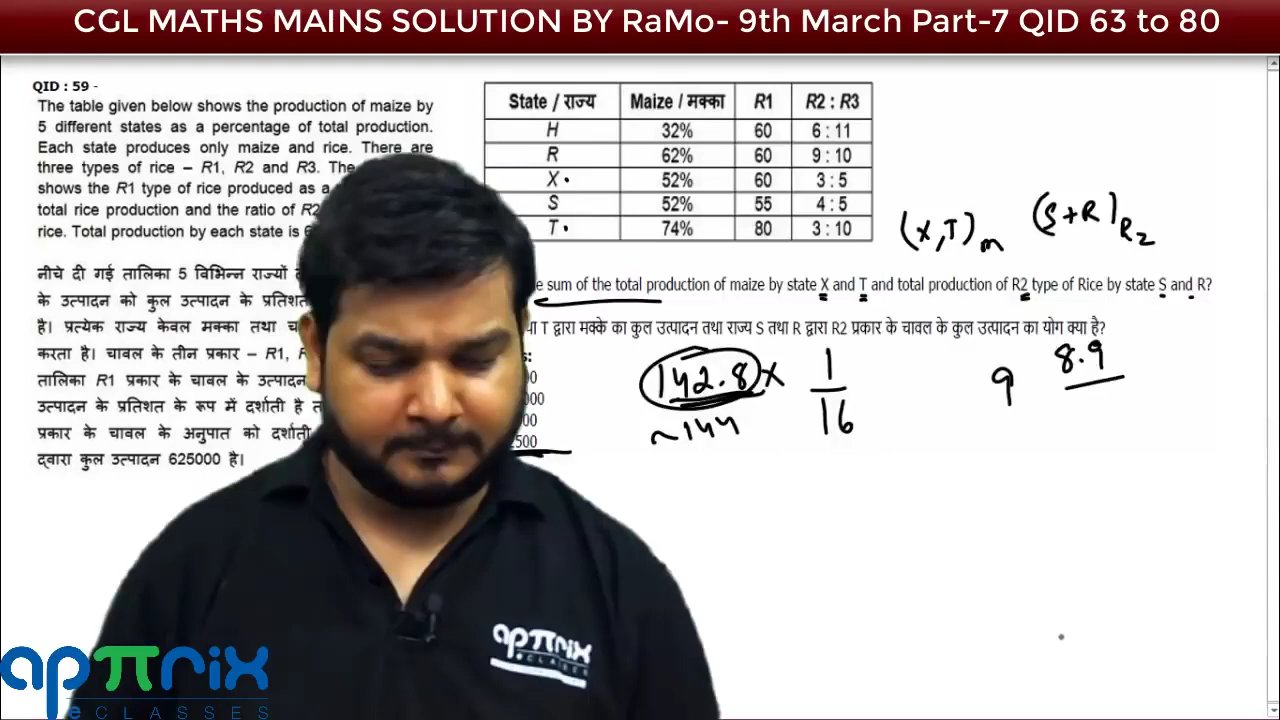 CGL MATHS MAINS SOLUTION BY RaMo- 9th March Part-7 QID 63 to 80
QID : 59 -
The table given below shows the production of maize by
5 different states as a percentage of total production.
Each state produces only maize and rice. There are
three types of rice – R1, R2 and R3. The
shows the R1 type of rice produced as a
total rice production and the ratio of R2
rice. Total production by each state is
State / राज्य Maize / मक्का R1 R2 : R3
H 32% 60 6 : 11
R 62% 60 9 : 10
X 52% 60 3 : 5
S 52% 55 4 : 5
T 74% 80 3 : 10
(X,T)m (S+R)R2
नीचे दी गई तालिका 5 विभिन्न राज्यों
के उत्पादन को कुल उत्पादन के प्रतिशत
है। प्रत्येक राज्य केवल मक्का तथा
करता है। चावल के तीन प्रकार – R1,
तालिका R1 प्रकार के चावल के उत्पादन
उत्पादन के प्रतिशत के रूप में दर्शाती है
प्रकार के चावल के अनुपात को दर्शाती
द्वारा कुल उत्पादन 625000 है।
sum of the total production of maize by state X and T and total production of R2 type of Rice by state S and R?
T द्वारा मक्के का कुल उत्पादन तथा राज्य S तथा R द्वारा R2 प्रकार के चावल के कुल उत्पादन का योग क्या है?
142.8 x 1/16
~144
9 8.9
apπrix
eCLASSES
apπrix
eCLASSES